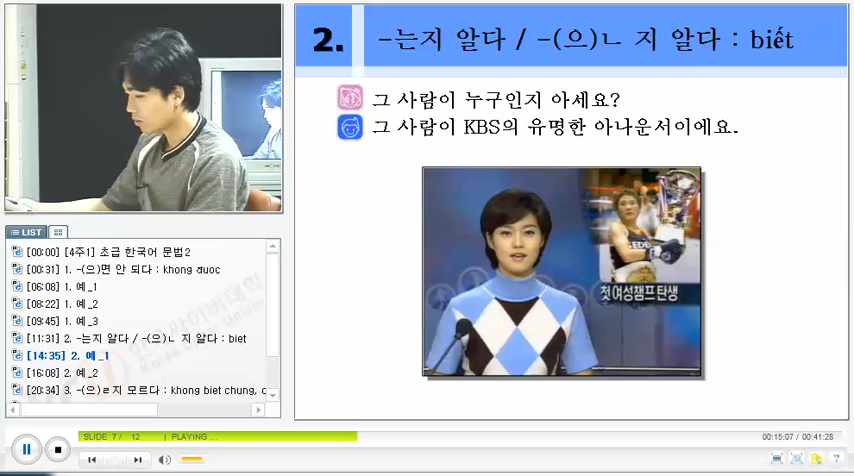 2. -는지 알다 / -(으)ㄴ 지 알다 : biết
그 사람이 누구인지 아세요?
그 사람이 KBS의 유명한 아나운서이에요.
첫 여성챔프 탄생
LIST
[00:00] [4주1] 초급 한국어 문법2
[00:31] 1. -(으)면 안 되다 : khong duoc
[06:08] 1. 예_1
[08:22] 1. 예_2
[09:45] 1. 예_3
[11:31] 2. -는지 알다 / -(으)ㄴ 지 알다 : biet
[14:35] 2. 예_1
[16:08] 2. 예_2
[20:34] 3. -(으)ㄹ지 모르다 : khong biet chung, c
SLIDE 7 / 12 | PLAYING ...
00:15:07 / 00:41:28